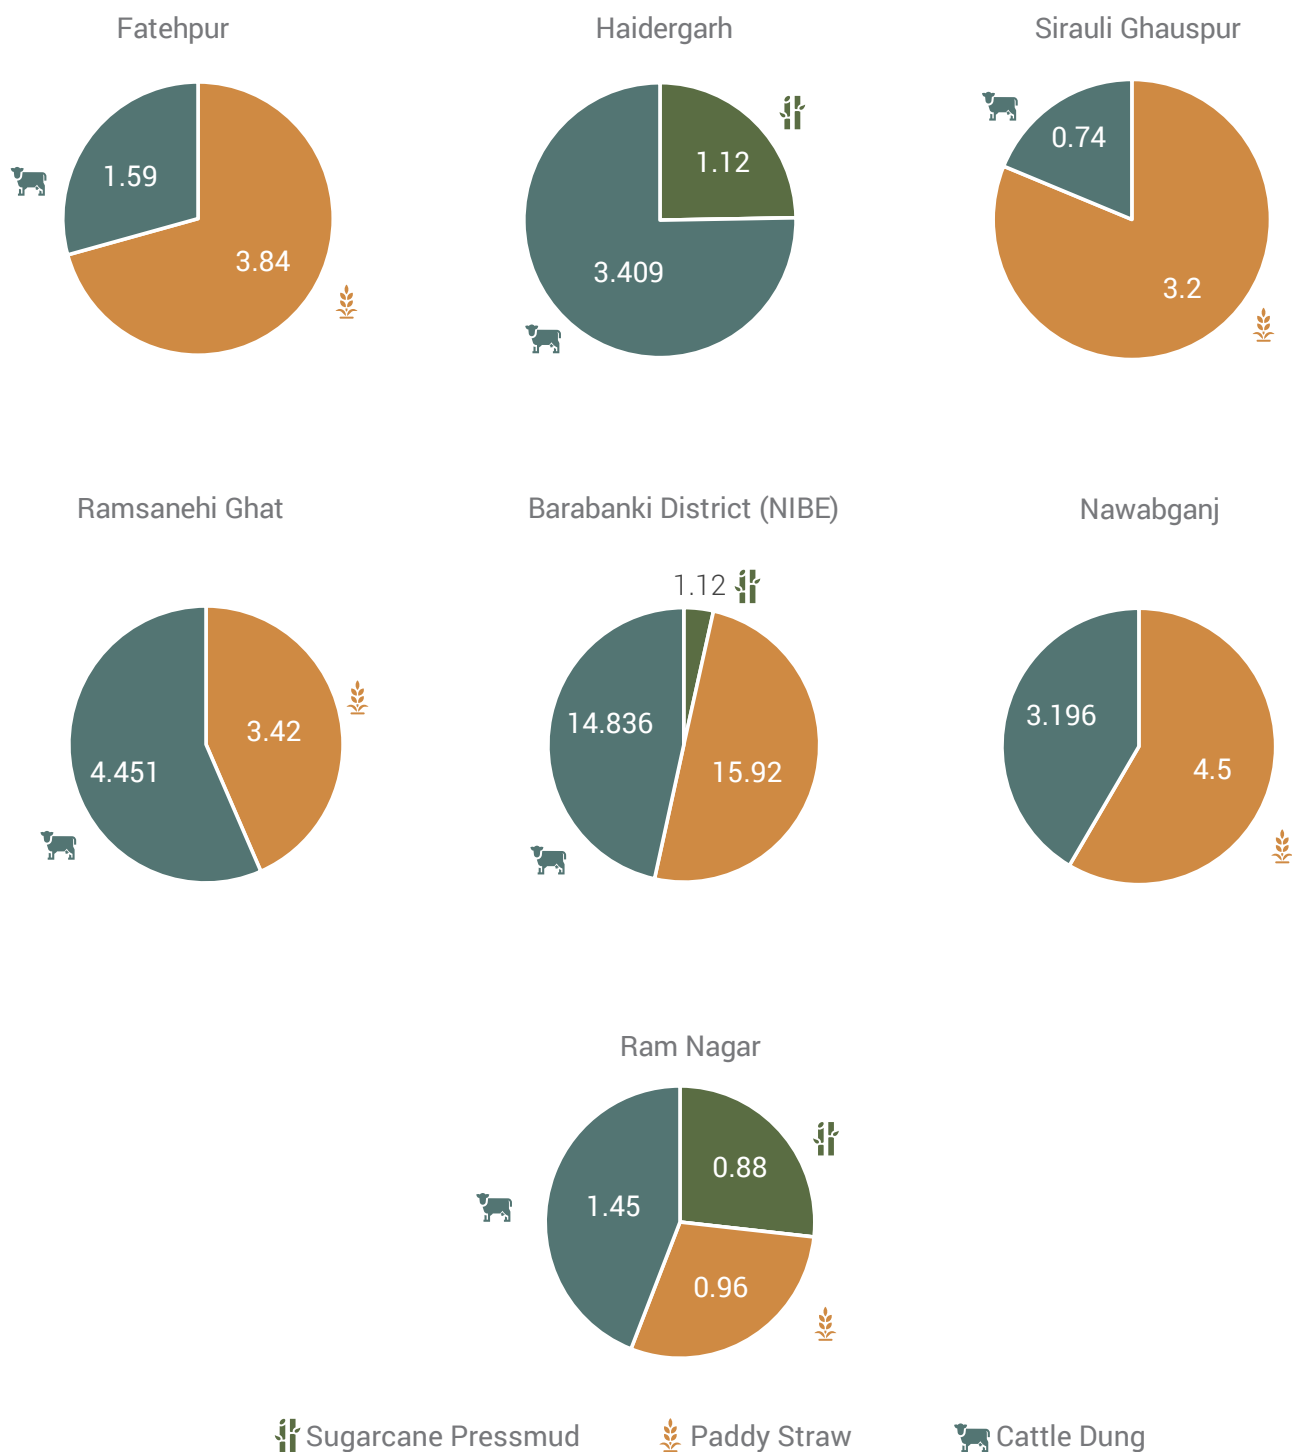 Fatehpur
1.59
3.84
Haidergarh
1.12
3.409
Sirauli Ghauspur
0.74
3.2
Ramsanehi Ghat
3.42
4.451
Barabanki District (NIBE)
1.12
14.836
15.92
Nawabganj
3.196
4.5
Ram Nagar
0.88
1.45
0.96
Sugarcane Pressmud
Paddy Straw
Cattle Dung